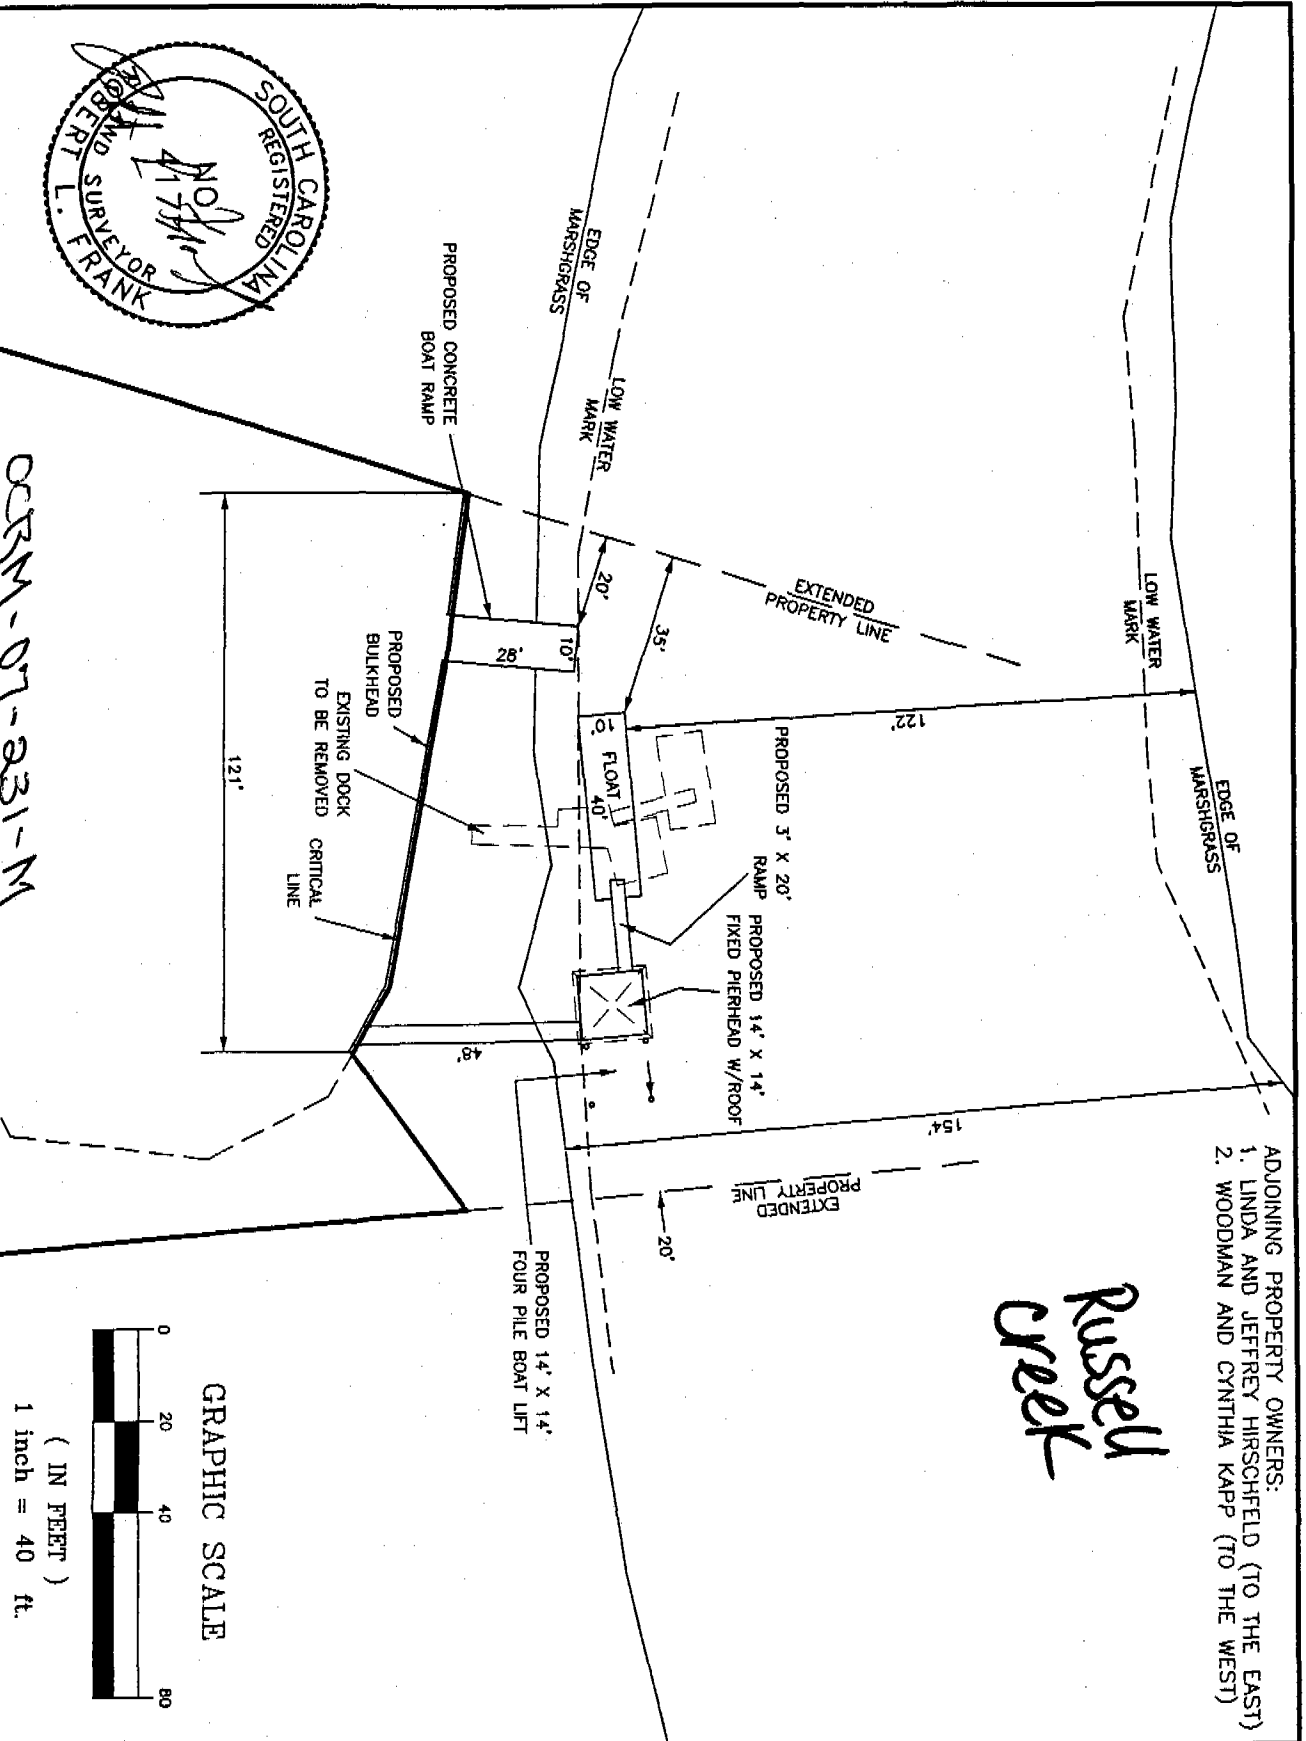 ADJOINING PROPERTY OWNERS:
1. LINDA AND JEFFREY HIRSCHFELD (TO THE EAST)
2. WOODMAN AND CYNTHIA KAPP (TO THE WEST)
Russell
Creek
EDGE OF
MARSHGRASS
LOW WATER
MARK
122'
154'
EXTENDED
PROPERTY LINE
EXTENDED
PROPERTY LINE
20'
35'
20'
PROPOSED 3' X 20'
RAMP
PROPOSED 14' X 14'
FIXED PIERHEAD W/ROOF
10'
FLOAT
40'
EDGE OF
MARSHGRASS
LOW WATER
MARK
PROPOSED CONCRETE
BOAT RAMP
10'
28'
48'
PROPOSED 14' X 14'
FOUR PILE BOAT LIFT
PROPOSED
BULKHEAD
EXISTING DOCK
TO BE REMOVED
CRITICAL
LINE
121'
SOUTH CAROLINA
REGISTERED
NO.
LAND SURVEYOR
ROBERT L. FRANK
OCRM-07-231-M
GRAPHIC SCALE
0 20 40 80
( IN FEET )
1 inch = 40 ft.